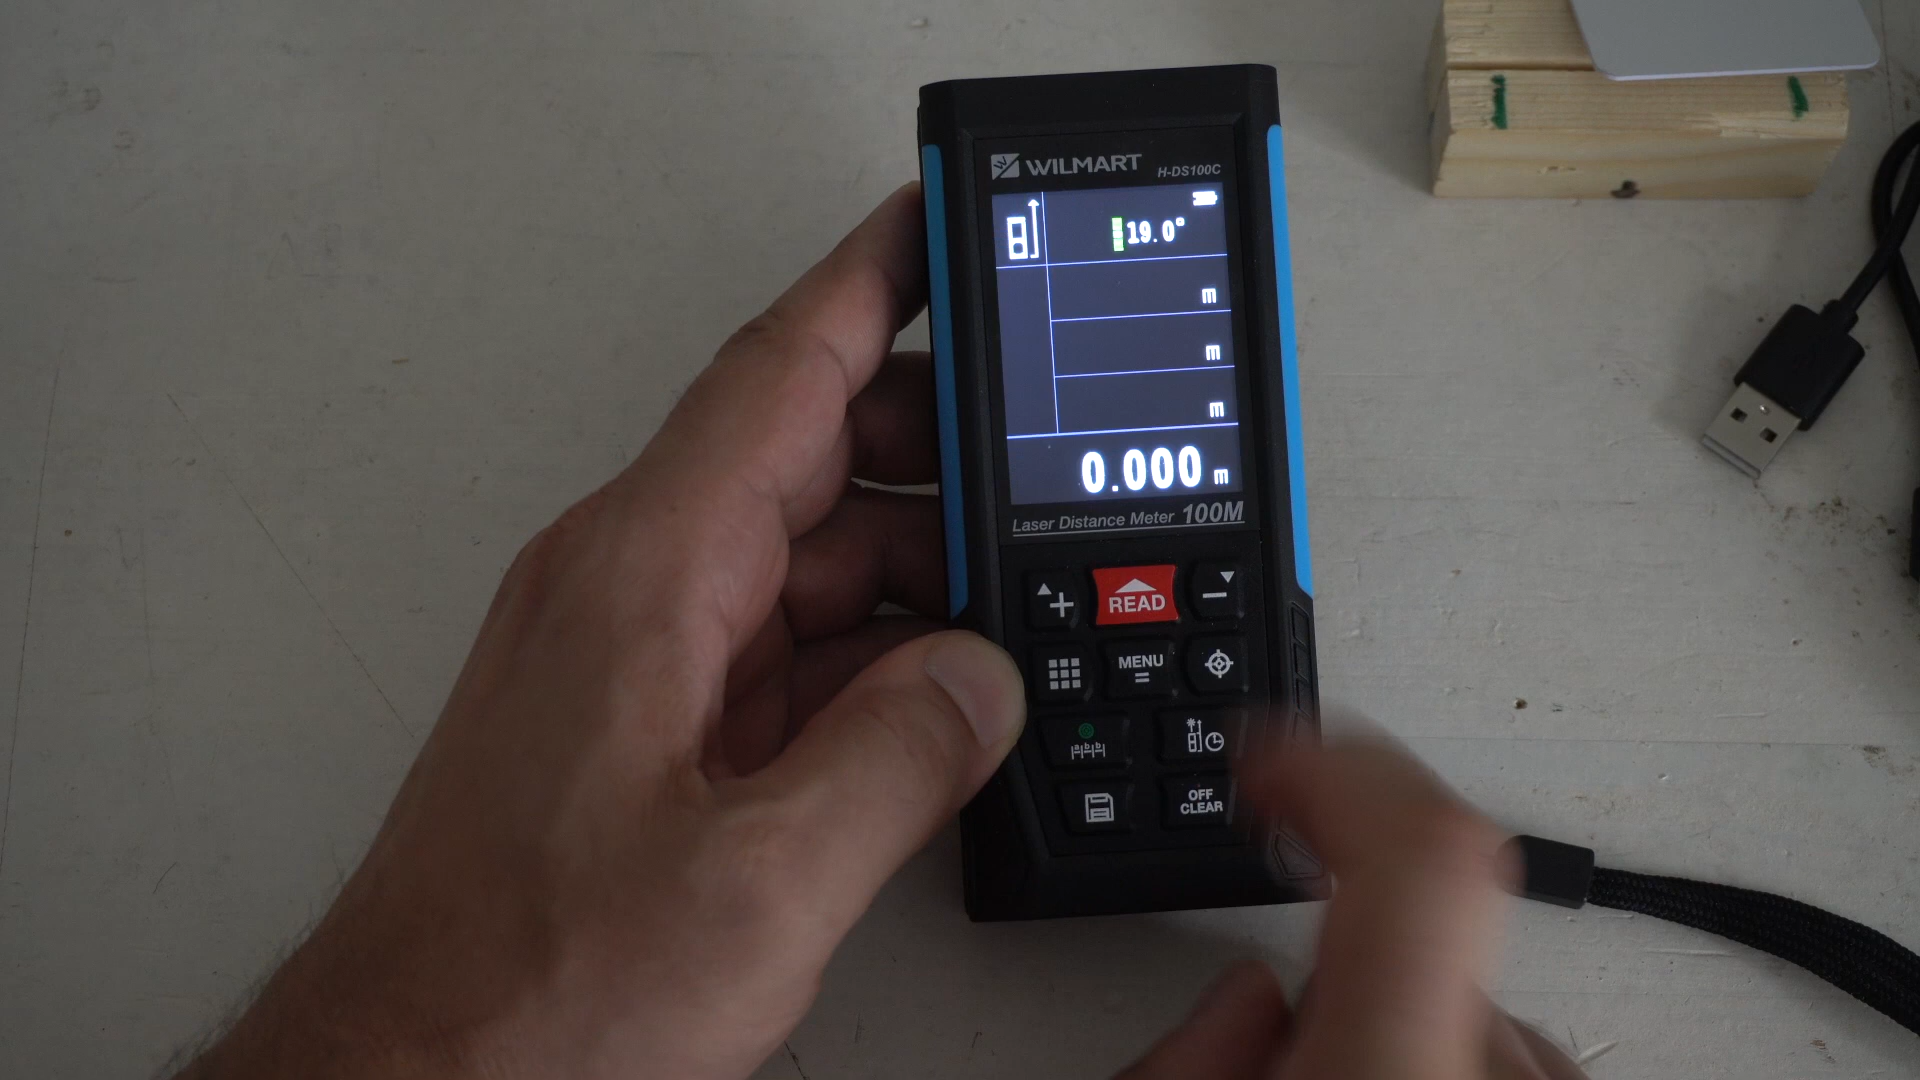 WILMART
H-DS100C
19.0°
m
m
m
0.000 m
Laser Distance Meter 100M
+ READ −
MENU
=
a b b
OFF
CLEAR